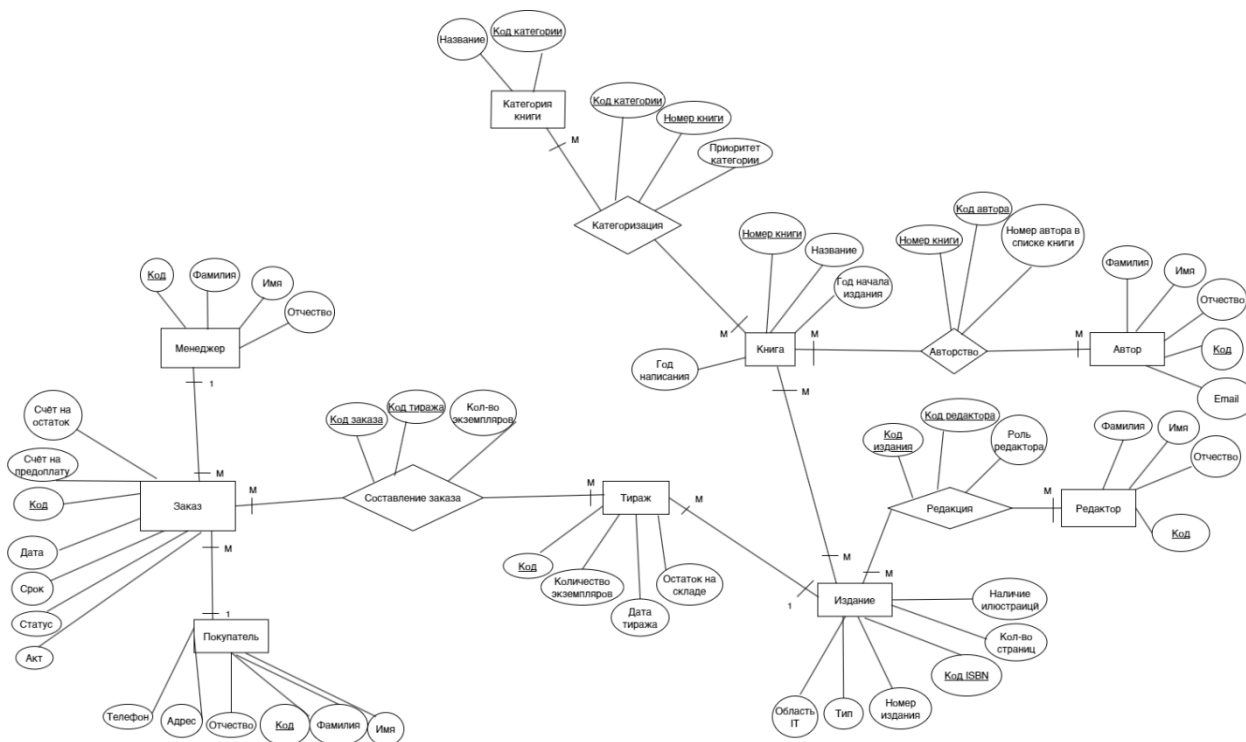 Название
Код категории
Категория
книги
М
Код категории
Номер книги
Приоритет
категории
Категоризация
М
Номер книги
Название
Год начала
издания
Год
написания
Книга
М
М
Номер книги
Код автора
Номер автора в
списке книги
Авторство
М
Автор
Фамилия
Имя
Отчество
Код
Email
Код
Фамилия
Имя
Отчество
Менеджер
1
М
Счёт на
остаток
Счёт на
предоплату
Код
Дата
Срок
Статус
Акт
Заказ
М
М
1
Покупатель
Телефон
Адрес
Отчество
Код
Фамилия
Имя
Код заказа
Код тиража
Кол-во
экземпляров
Составление заказа
М
Тираж
М
Код
Количество
экземпляров
Дата
тиража
Остаток на
складе
Код
издания
Код редактора
Роль
редактора
Редакция
М
Редактор
Фамилия
Имя
Отчество
Код
М
М
1
Издание
Наличие
илюстраицй
Кол-во
страниц
Код ISBN
Номер
издания
Тип
Область
IT